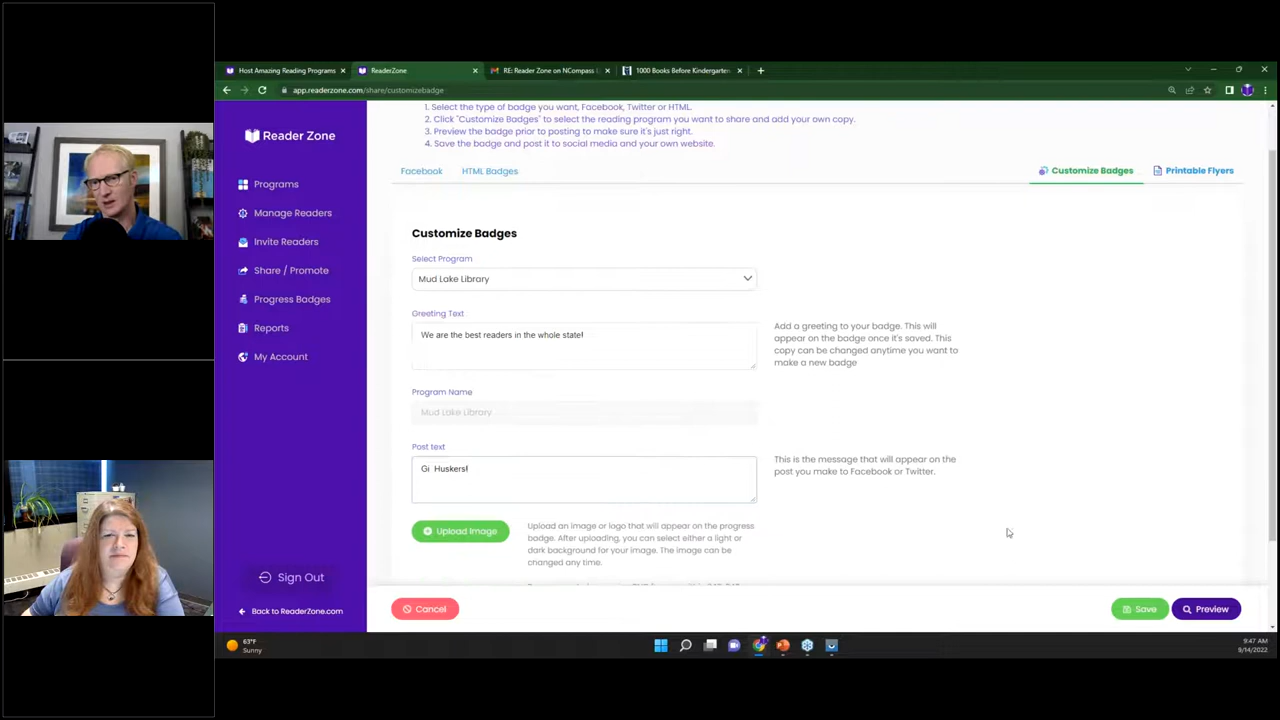 Host Amazing Reading Programs
ReaderZone
RE: Reader Zone on NCompass L
1000 Books Before Kindergarten
app.readerzone.com/share/customizebadge
Reader Zone
Programs
Manage Readers
Invite Readers
Share / Promote
Progress Badges
Reports
My Account
Sign Out
Back to ReaderZone.com
1. Select the type of badge you want, Facebook, Twitter or HTML.
2. Click "Customize Badges" to select the reading program you want to share and add your own copy.
3. Preview the badge prior to posting to make sure it's just right.
4. Save the badge and post it to social media and your own website.
Facebook
HTML Badges
Customize Badges
Printable Flyers
Customize Badges
Select Program
Mud Lake Library
Greeting Text
We are the best readers in the whole state!
Add a greeting to your badge. This will
appear on the badge once it's saved. This
copy can be changed anytime you want to
make a new badge
Program Name
Mud Lake Library
Post text
Gi Huskers!
This is the message that will appear on the
post you make to Facebook or Twitter.
Upload Image
Upload an image or logo that will appear on the progress
badge. After uploading, you can select either a light or
dark background for your image. The image can be
changed any time.
Cancel
Save
Preview
63°F
Sunny
9:47 AM
9/14/2022